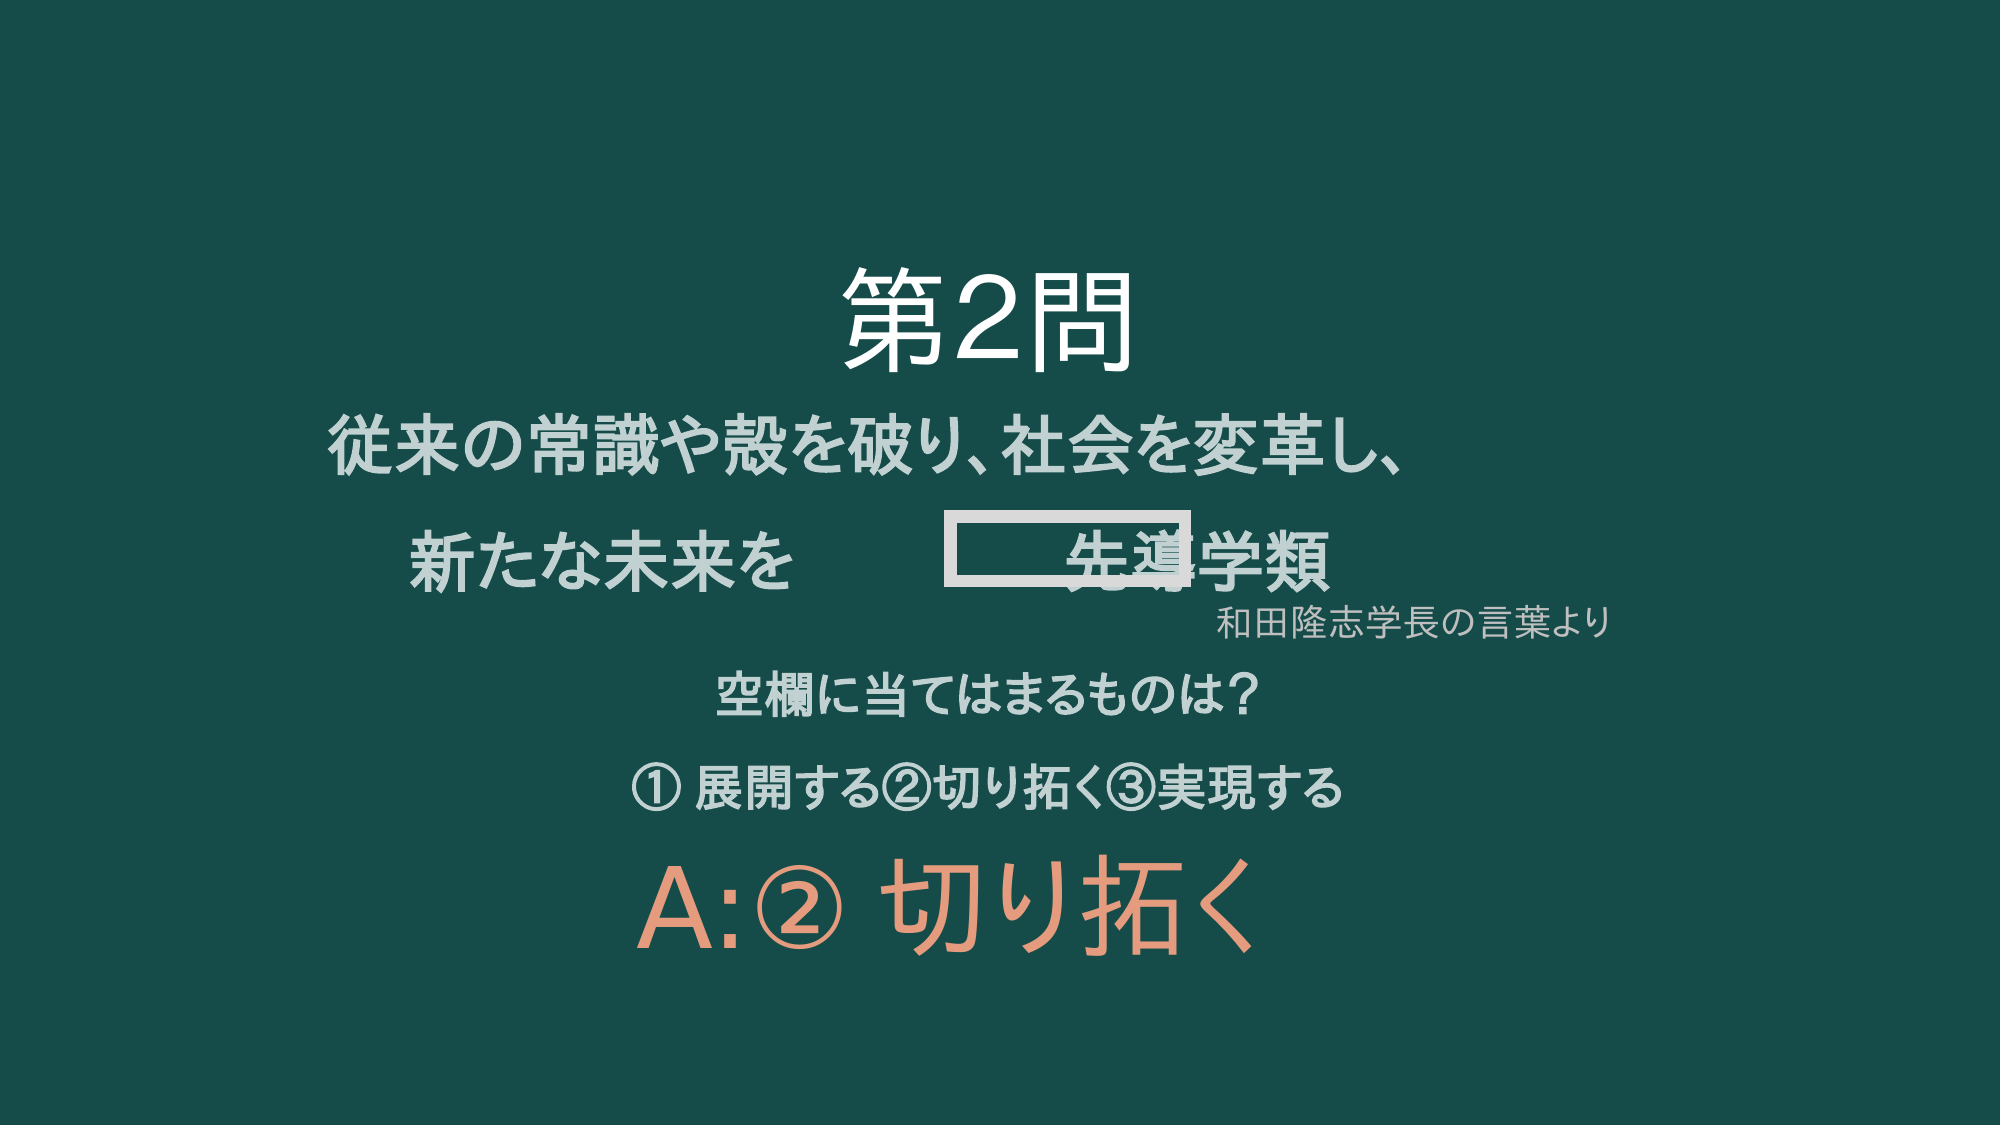 第2問
従来の常識や殻を破り、社会を変革し、
新たな未来を 先導学類
和田隆志学長の言葉より
空欄に当てはまるものは？
① 展開する②切り拓く③実現する
A:② 切り拓く